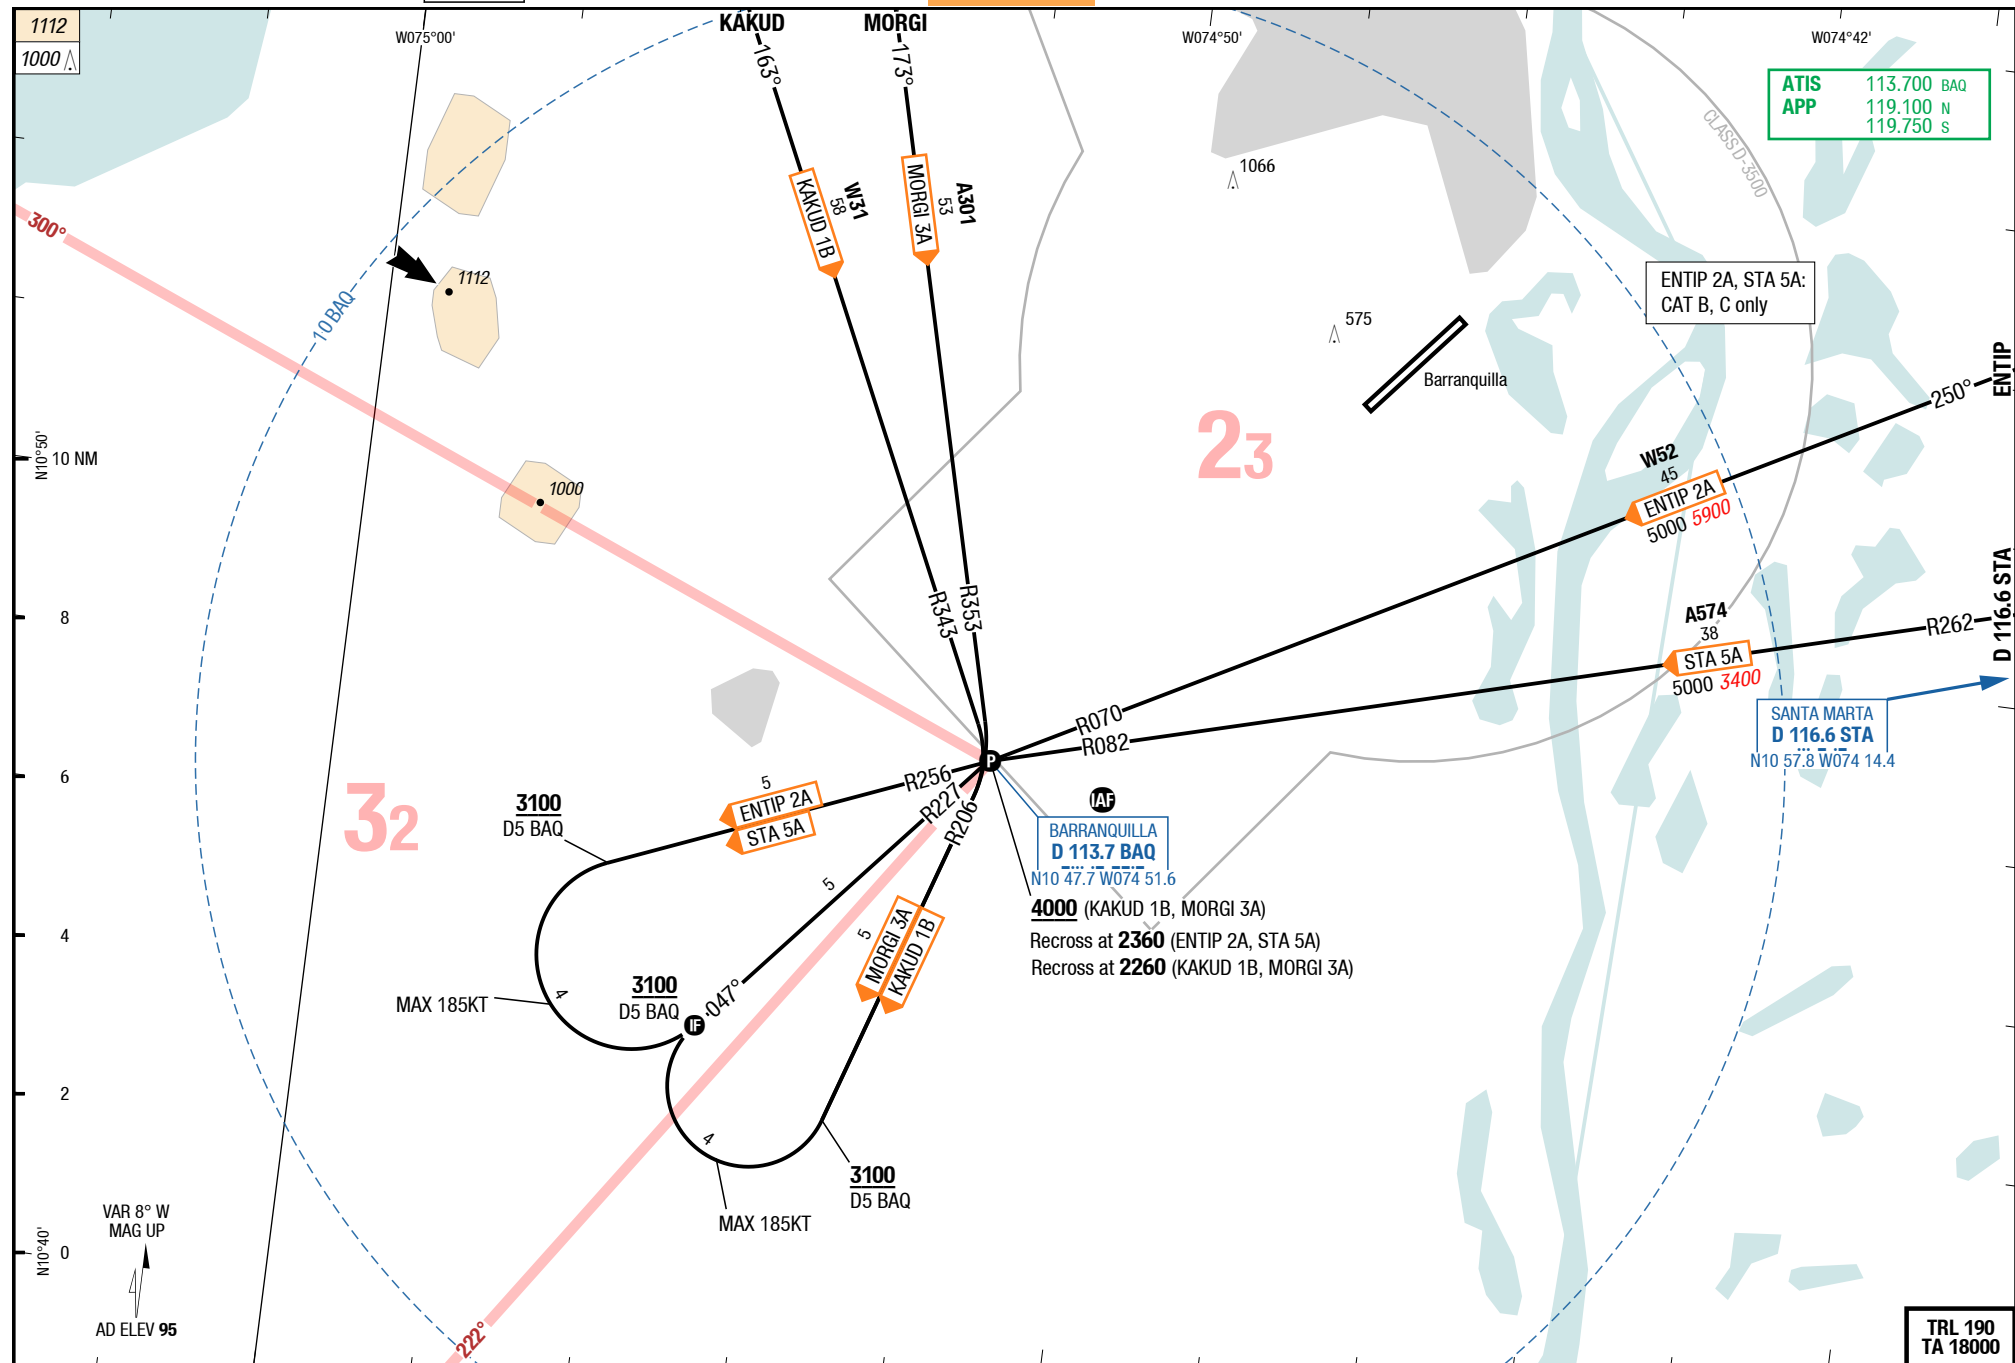 1112
1000
W075°00'
KAKUD
MORGI
W074°50'
W074°42'
163°
173°
ATIS 113.700 BAQ
APP 119.100 N
119.750 S
CLASS D-3500
1066
300°
KAKUD 1B
58
W31
MORGI 3A
53
A301
1112
10 BAQ
575
Barranquilla
ENTIP 2A, STA 5A:
CAT B, C only
ENTIP
250°
23
N10°50'
10 NM
1000
W52
45
ENTIP 2A
5000 5900
8
R343
R353
A574
38
STA 5A
5000 3400
R262
D 116.6 STA
R070
R082
SANTA MARTA
D 116.6 STA
N10 57.8 W074 14.4
6
P
R256
R227
R206
5
ENTIP 2A
STA 5A
32
3100
D5 BAQ
IAF
BARRANQUILLA
D 113.7 BAQ
N10 47.7 W074 51.6
5
4000 (KAKUD 1B, MORGI 3A)
Recross at 2360 (ENTIP 2A, STA 5A)
Recross at 2260 (KAKUD 1B, MORGI 3A)
4
5
MORGI 3A
KAKUD 1B
3100
D5 BAQ
IF
047°
MAX 185KT
4
2
4
3100
D5 BAQ
MAX 185KT
VAR 8° W
MAG UP
N10°40'
0
AD ELEV 95
222°
TRL 190
TA 18000